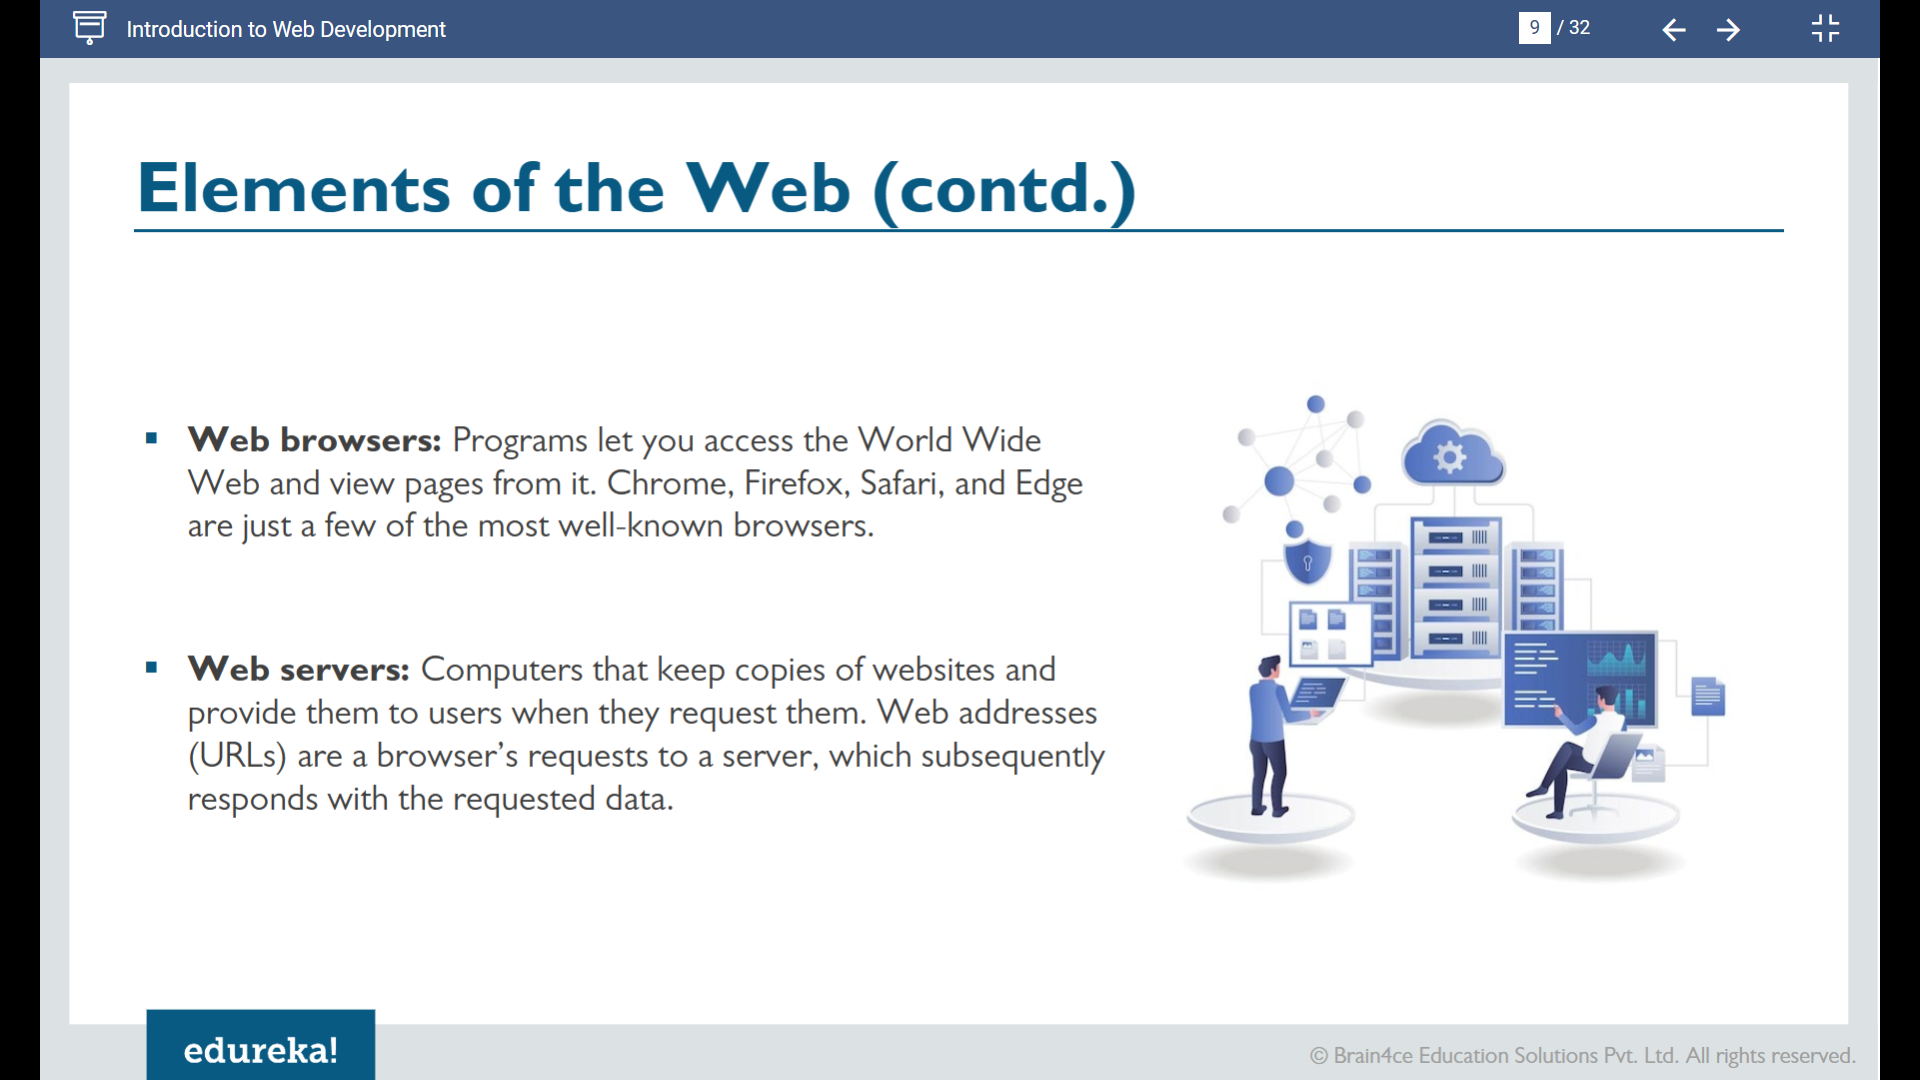 Introduction to Web Development
9 / 32
Elements of the Web (contd.)
Web browsers: Programs let you access the World Wide
Web and view pages from it. Chrome, Firefox, Safari, and Edge
are just a few of the most well-known browsers.
Web servers: Computers that keep copies of websites and
provide them to users when they request them. Web addresses
(URLs) are a browser’s requests to a server, which subsequently
responds with the requested data.
edureka!
© Brain4ce Education Solutions Pvt. Ltd. All rights reserved.